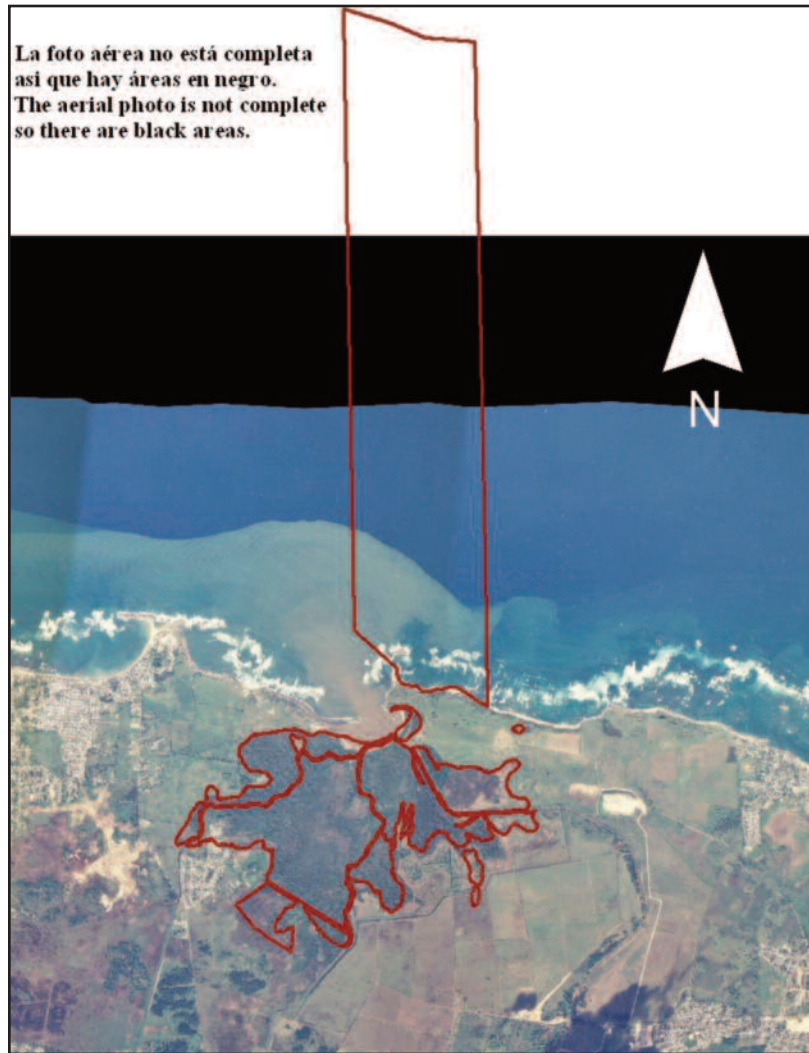 La foto aérea no está completa
asi que hay áreas en negro.
The aerial photo is not complete
so there are black areas.
N